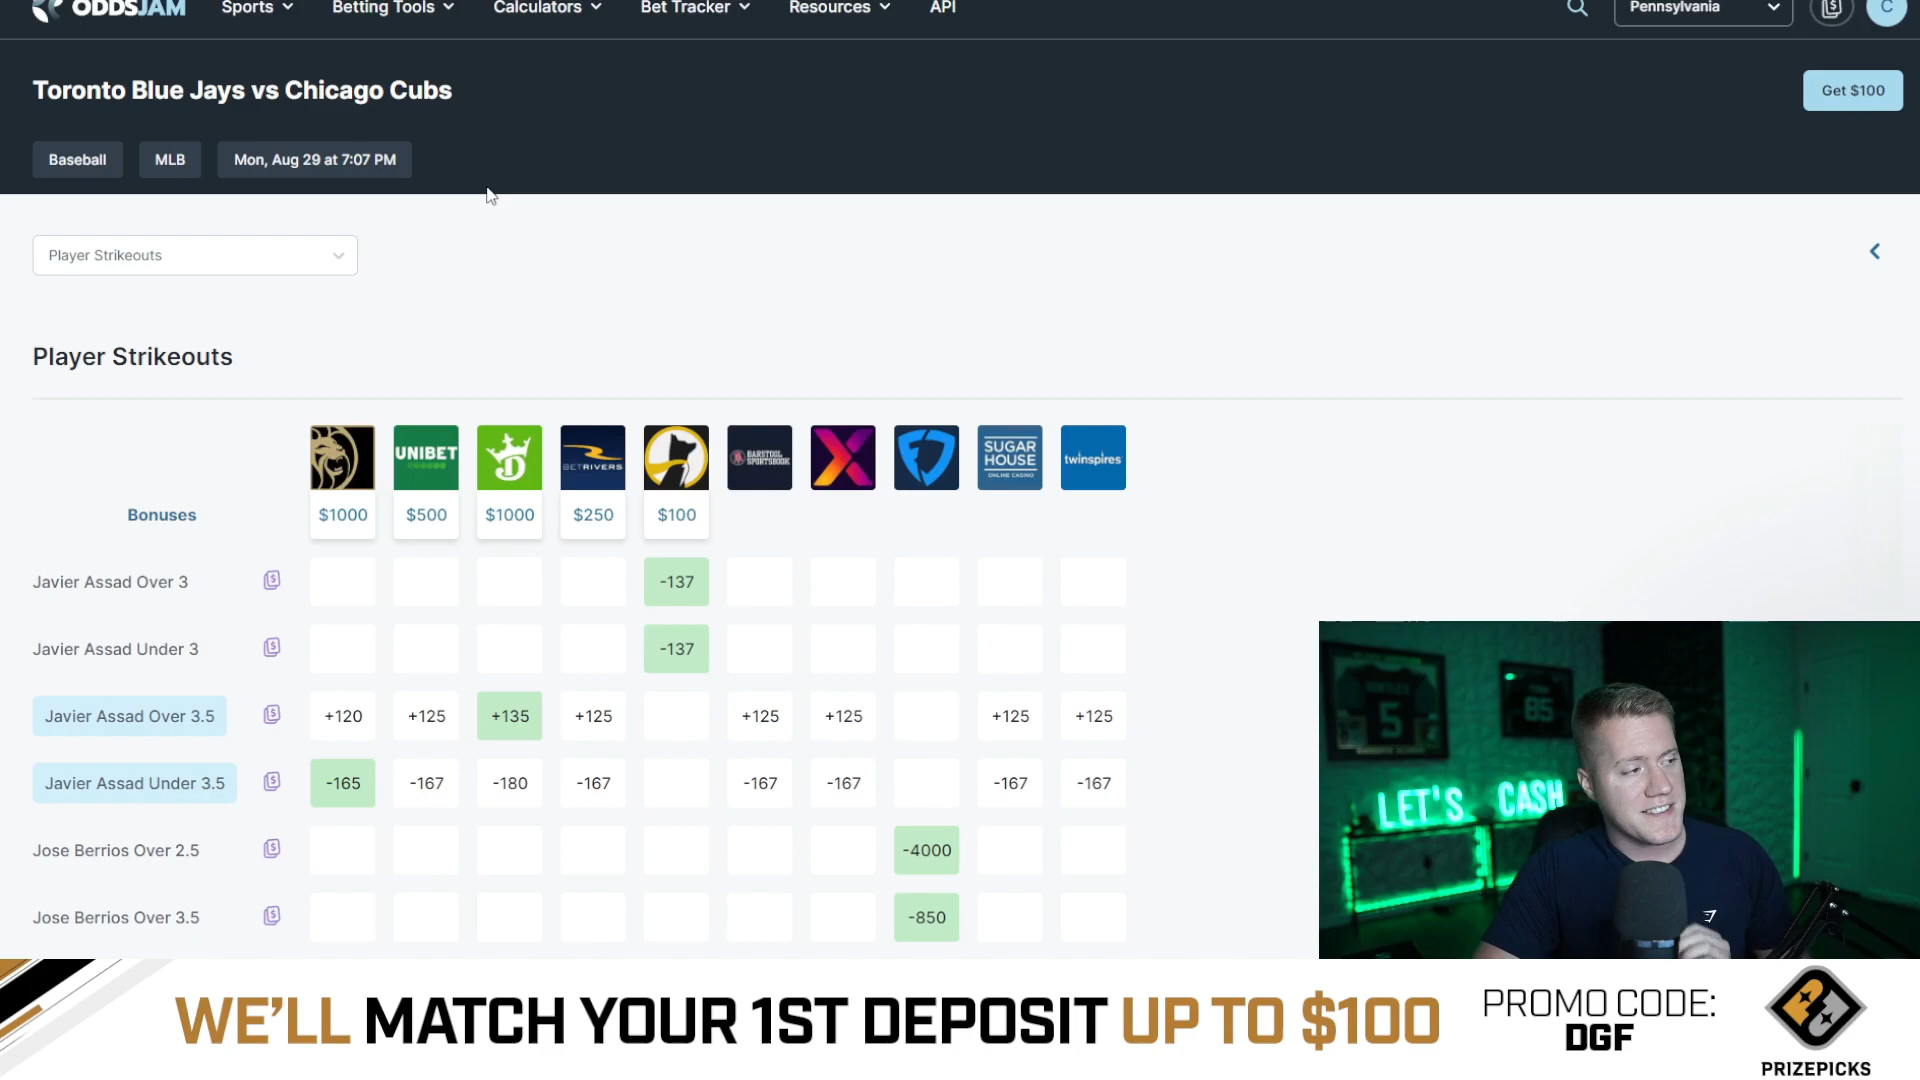 ODDSJAM Sports Betting Tools Calculators Bet Tracker Resources API Pennsylvania C
Toronto Blue Jays vs Chicago Cubs
Get $100
Baseball MLB Mon, Aug 29 at 7:07 PM
Player Strikeouts
Player Strikeouts
UNIBET BETRIVERS BARSTOOL SPORTSBOOK SUGAR HOUSE ONLINE CASINO twinspires
Bonuses $1000 $500 $1000 $250 $100
Javier Assad Over 3 -137
Javier Assad Under 3 -137
Javier Assad Over 3.5 +120 +125 +135 +125 +125 +125 +125 +125
Javier Assad Under 3.5 -165 -167 -180 -167 -167 -167 -167 -167
Jose Berrios Over 2.5 -4000
Jose Berrios Over 3.5 -850
5 85
LET'S CASH
WE'LL MATCH YOUR 1ST DEPOSIT UP TO $100
PROMO CODE:
DGF
PRIZEPICKS